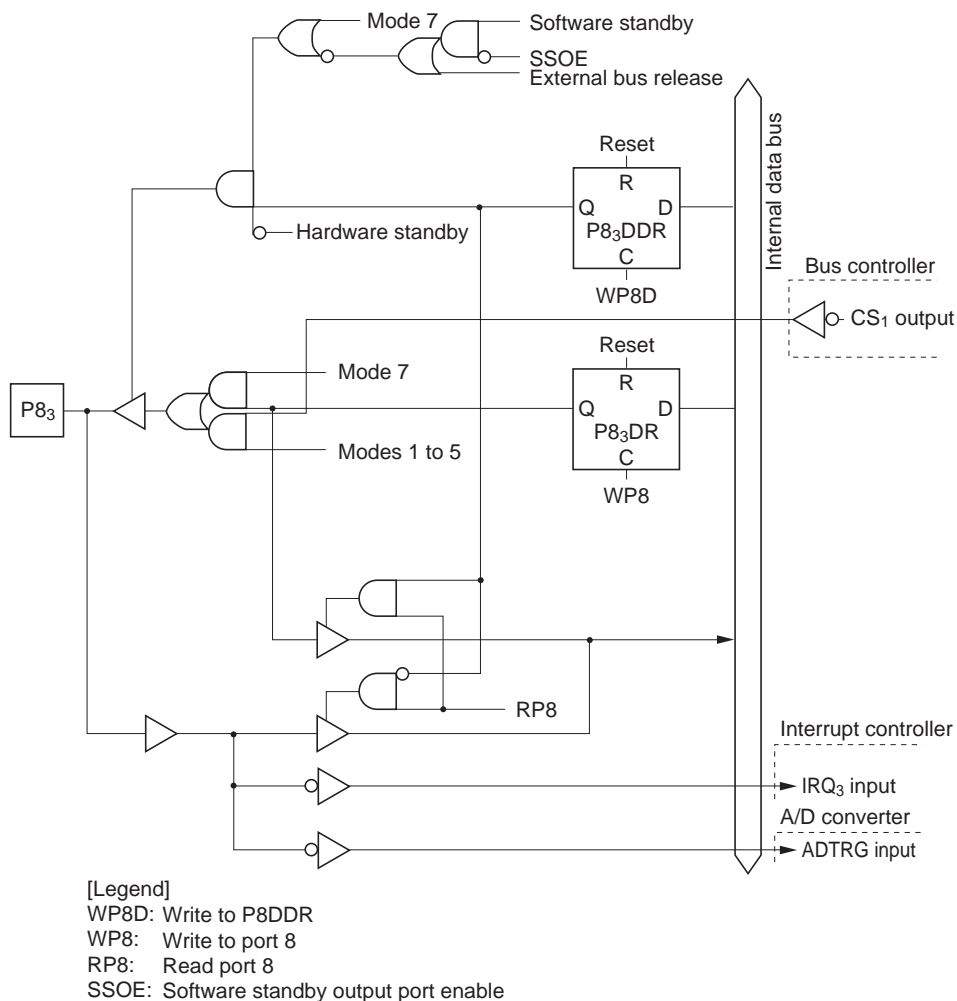 Mode 7
Software standby
SSOE
External bus release
Internal data bus
Reset
R
Q D
P8₃DDR
C
WP8D
Hardware standby
Bus controller
CS₁ output
Reset
R
Q D
P8₃DR
C
WP8
Mode 7
P8₃
Modes 1 to 5
RP8
Interrupt controller
IRQ₃ input
A/D converter
ADTRG input
[Legend]
WP8D: Write to P8DDR
WP8: Write to port 8
RP8: Read port 8
SSOE: Software standby output port enable